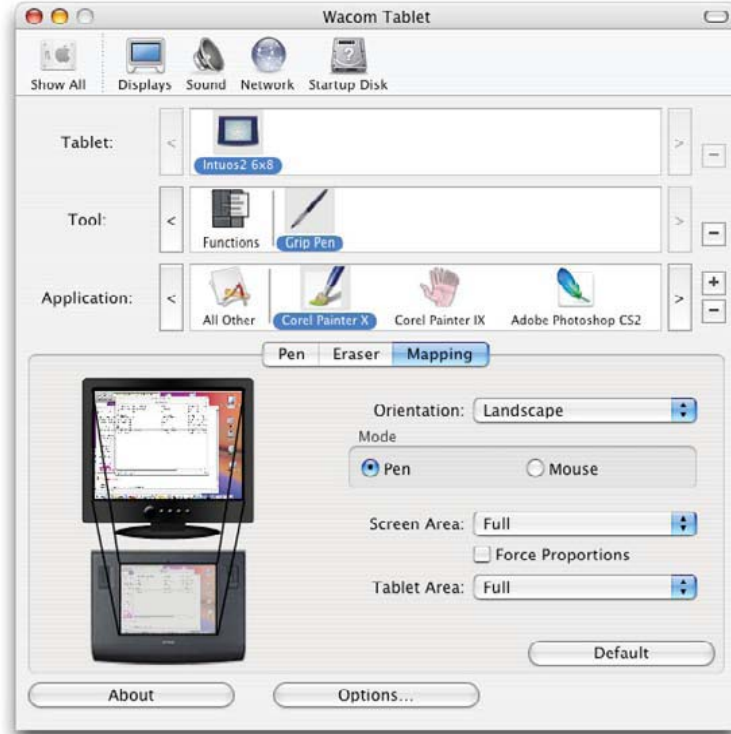 Wacom Tablet
Show All Displays Sound Network Startup Disk
Tablet: < > −
Intuos2 6x8
Tool: < > −
Functions Grip Pen
Application: < > + −
All Other Corel Painter X Corel Painter IX Adobe Photoshop CS2
Pen Eraser Mapping
Orientation: Landscape
Mode
Pen Mouse
Screen Area: Full
Force Proportions
Tablet Area: Full
Default
About Options...